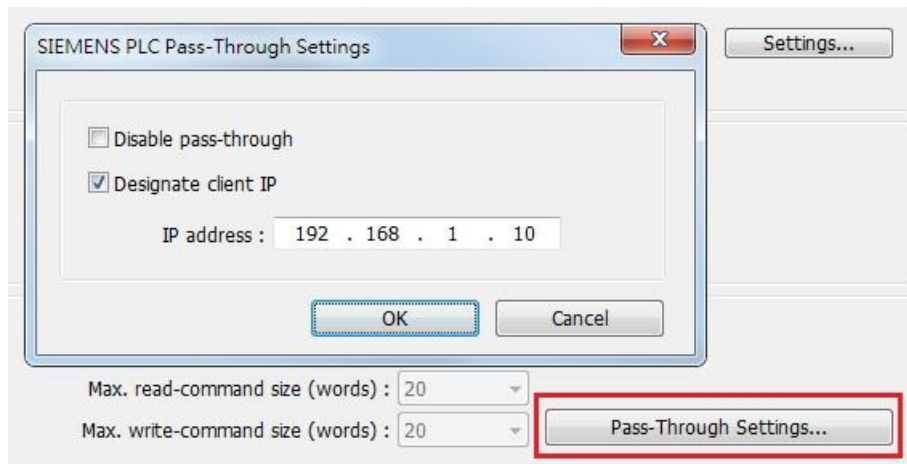 SIEMENS PLC Pass-Through Settings
Settings...
Disable pass-through
Designate client IP
IP address : 192 . 168 . 1 . 10
OK Cancel
Max. read-command size (words) : 20
Max. write-command size (words) : 20 Pass-Through Settings...